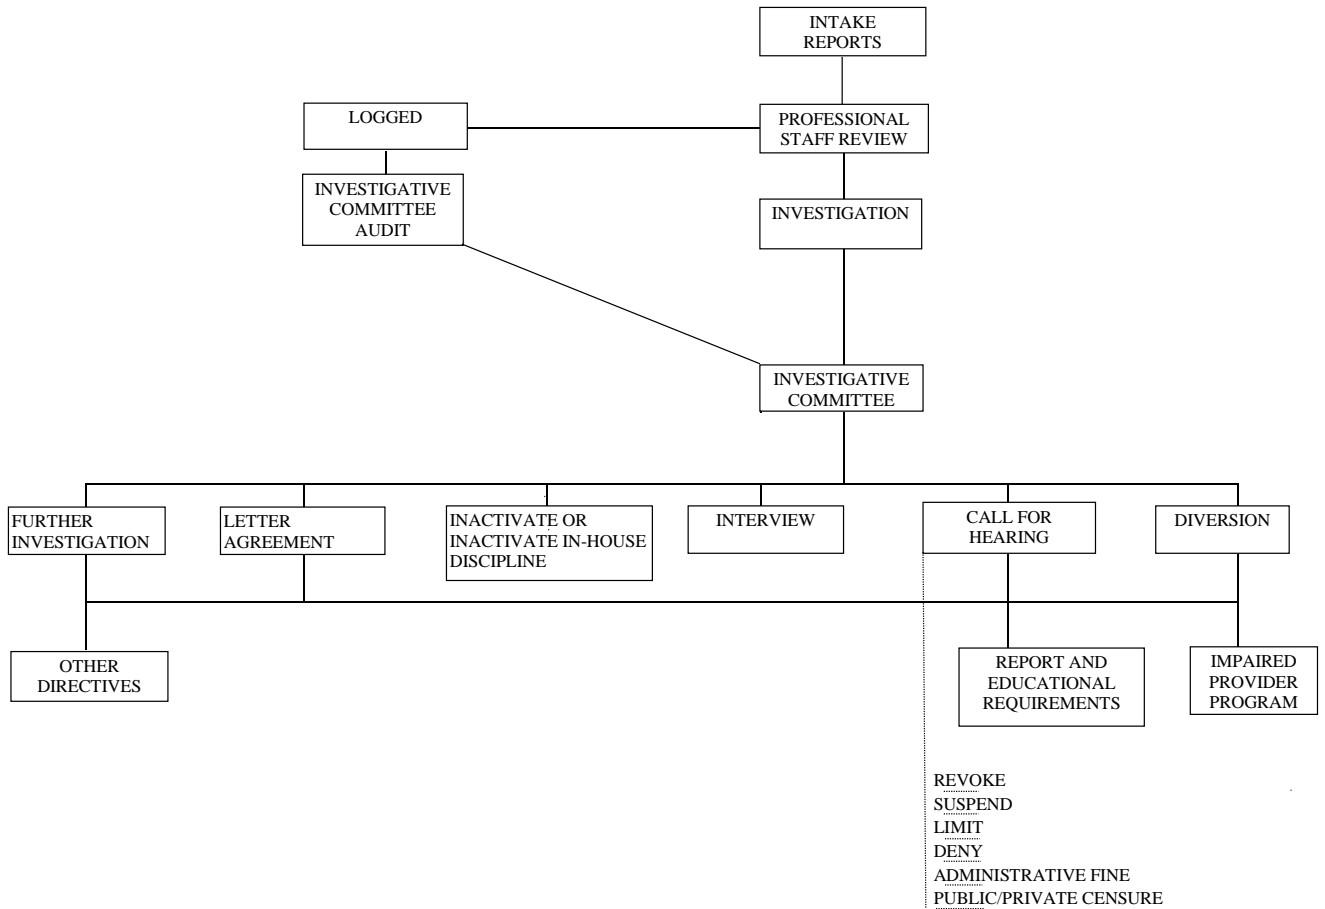 INTAKE
REPORTS
LOGGED
PROFESSIONAL
STAFF REVIEW
INVESTIGATIVE
COMMITTEE
AUDIT
INVESTIGATION
INVESTIGATIVE
COMMITTEE
FURTHER
INVESTIGATION
LETTER
AGREEMENT
INACTIVATE OR
INACTIVATE IN-HOUSE
DISCIPLINE
INTERVIEW
CALL FOR
HEARING
DIVERSION
OTHER
DIRECTIVES
REPORT AND
EDUCATIONAL
REQUIREMENTS
IMPAIRED
PROVIDER
PROGRAM
REVOKE
SUSPEND
LIMIT
DENY
ADMINISTRATIVE FINE
PUBLIC/PRIVATE CENSURE